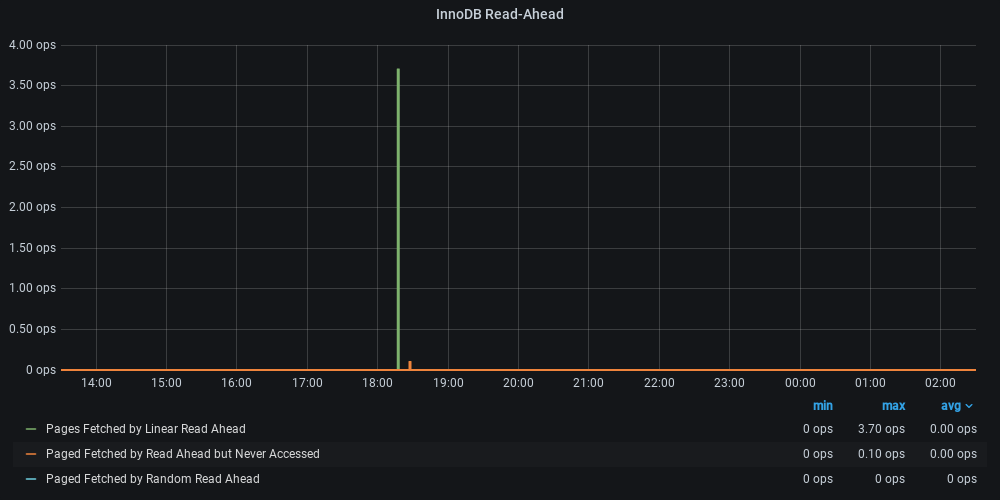 InnoDB Read-Ahead
4.00 ops
3.50 ops
3.00 ops
2.50 ops
2.00 ops
1.50 ops
1.00 ops
0.50 ops
0 ops
14:00 15:00 16:00 17:00 18:00 19:00 20:00 21:00 22:00 23:00 00:00 01:00 02:00
min max avg
Pages Fetched by Linear Read Ahead 0 ops 3.70 ops 0.00 ops
Paged Fetched by Read Ahead but Never Accessed 0 ops 0.10 ops 0.00 ops
Paged Fetched by Random Read Ahead 0 ops 0 ops 0 ops